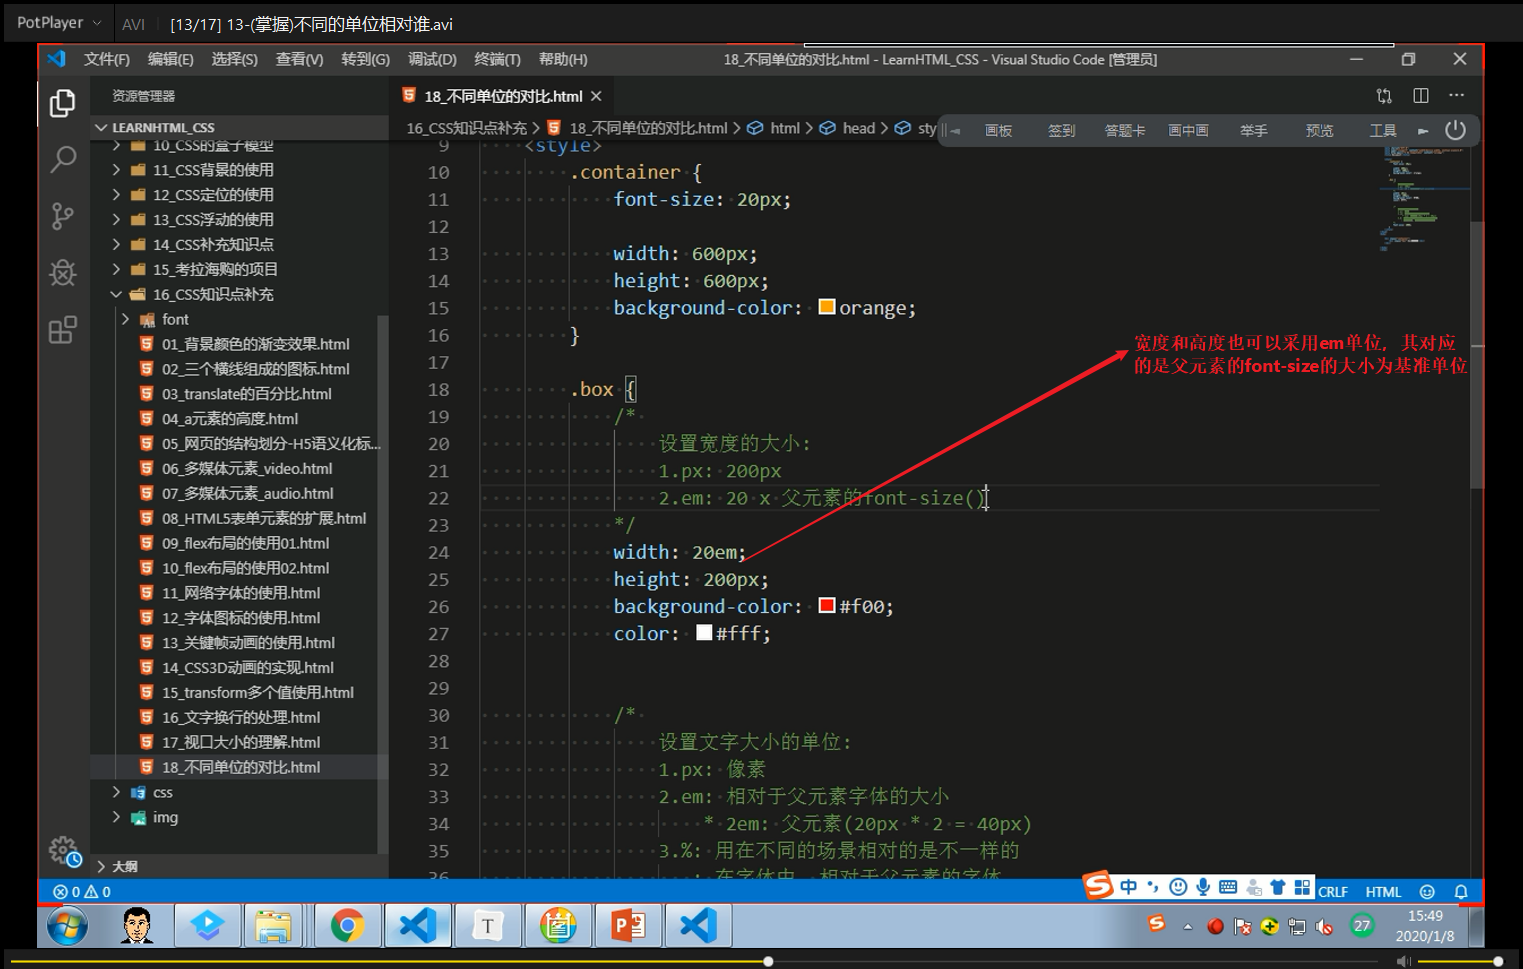 PotPlayer AVI [13/17] 13-(掌握)不同的单位相对谁.avi
文件(F) 编辑(E) 选择(S) 查看(V) 转到(G) 调试(D) 终端(T) 帮助(H) 18_不同单位的对比.html - LearnHTML_CSS - Visual Studio Code [管理员]
资源管理器
18_不同单位的对比.html
LEARNHTML_CSS
16_CSS知识点补充 > 18_不同单位的对比.html > html > head > sty
画板 签到 答题卡 画中画 举手 预览 工具
10_CSS的盒子模型
11_CSS背景的使用
12_CSS定位的使用
13_CSS浮动的使用
14_CSS补充知识点
15_考拉海购的项目
16_CSS知识点补充
font
01_背景颜色的渐变效果.html
02_三个横线组成的图标.html
03_translate的百分比.html
04_a元素的高度.html
05_网页的结构划分-H5语义化标...
06_多媒体元素_video.html
07_多媒体元素_audio.html
08_HTML5表单元素的扩展.html
09_flex布局的使用01.html
10_flex布局的使用02.html
11_网络字体的使用.html
12_字体图标的使用.html
13_关键帧动画的使用.html
14_CSS3D动画的实现.html
15_transform多个值使用.html
16_文字换行的处理.html
17_视口大小的理解.html
18_不同单位的对比.html
css
img
大纲
9 <style>
10 .container {
11 font-size: 20px;
12
13 width: 600px;
14 height: 600px;
15 background-color: orange;
16 }
17
18 .box {
19 /*
20 设置宽度的大小:
21 1.px: 200px
22 2.em: 20 x 父元素的font-size()
23 */
24 width: 20em;
25 height: 200px;
26 background-color: #f00;
27 color: #fff;
28
29
30 /*
31 设置文字大小的单位:
32 1.px: 像素
33 2.em: 相对于父元素字体的大小
34 * 2em: 父元素(20px * 2 = 40px)
35 3.%: 用在不同的场景相对的是不一样的
36 : 在字体中, 相对于父元素的字体
宽度和高度也可以采用em单位，其对应
的是父元素的font-size的大小为基准单位
0 0
中
CRLF HTML
T
27
15:49
2020/1/8